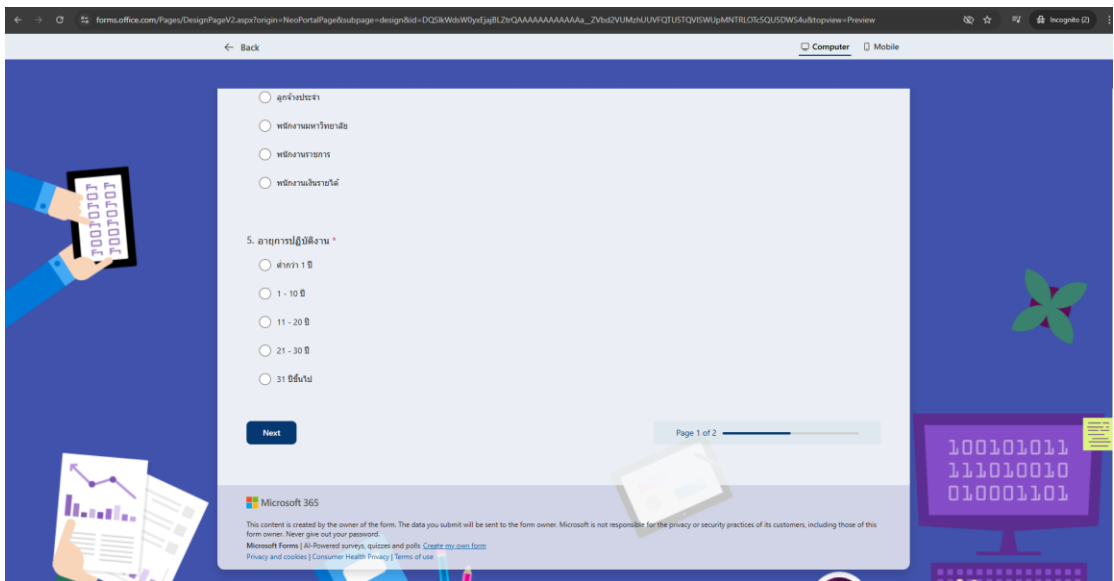 forms.office.com/Pages/DesignPageV2.aspx?origin=NeoPortalPage&subpage=design&id=
Incognito (2)
Back
Computer
Mobile
ลูกจ้างประจำ
พนักงานมหาวิทยาลัย
พนักงานราชการ
พนักงานเงินรายได้
5. อายุการปฏิบัติงาน *
ต่ำกว่า 1 ปี
1 - 10 ปี
11 - 20 ปี
21 - 30 ปี
31 ปีขึ้นไป
Next
Page 1 of 2
100101011
111010010
010001101
Microsoft 365
This content is created by the owner of the form. The data you submit will be sent to the form owner. Microsoft is not responsible for the privacy or security practices of its customers, including those of this
form owner. Never give out your password.
Microsoft Forms | AI-Powered surveys, quizzes and polls Create my own form
Privacy and cookies | Consumer Health Privacy | Terms of use